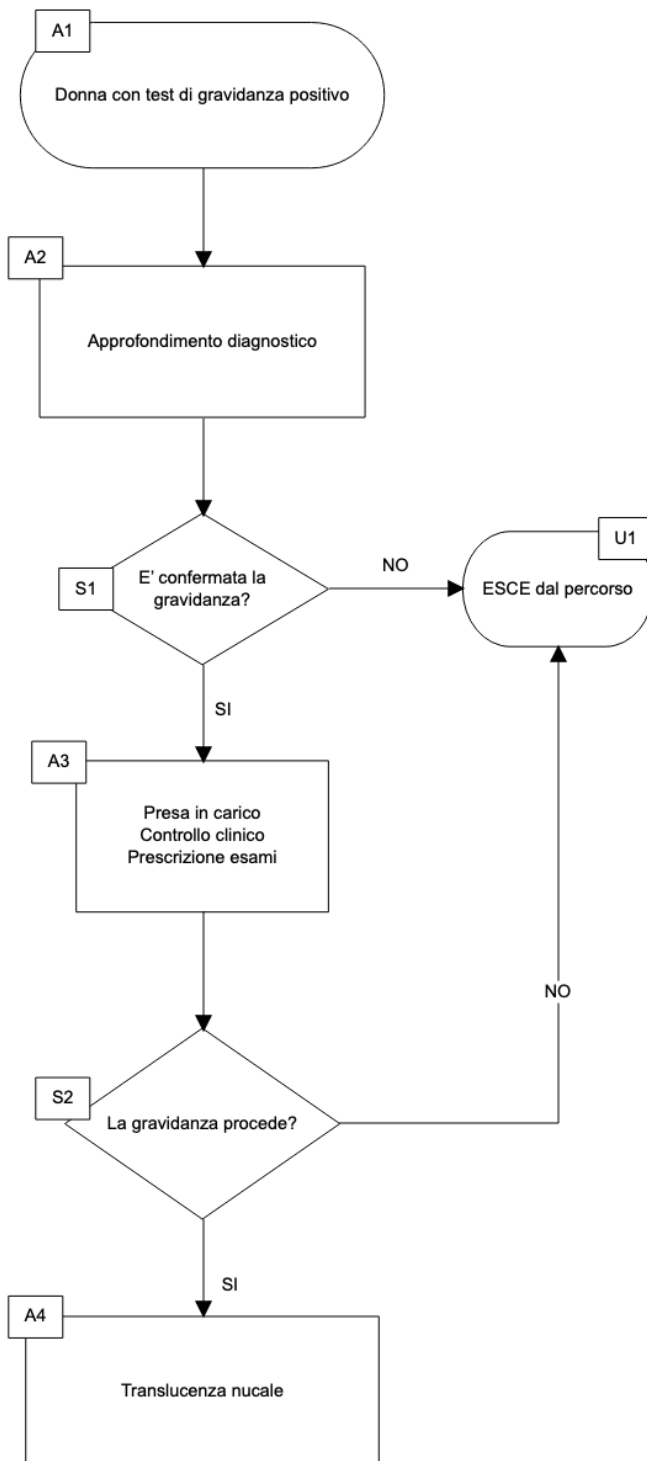 A1
Donna con test di gravidanza positivo
A2
Approfondimento diagnostico
S1
E' confermata la
gravidanza?
NO
U1
ESCE dal percorso
SI
A3
Presa in carico
Controllo clinico
Prescrizione esami
S2
La gravidanza procede?
NO
SI
A4
Translucenza nucale